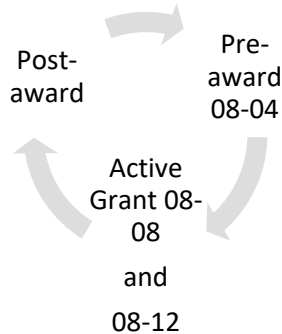 Post-
award
Pre-
award
08-04
Active
Grant 08-
08
and
08-12